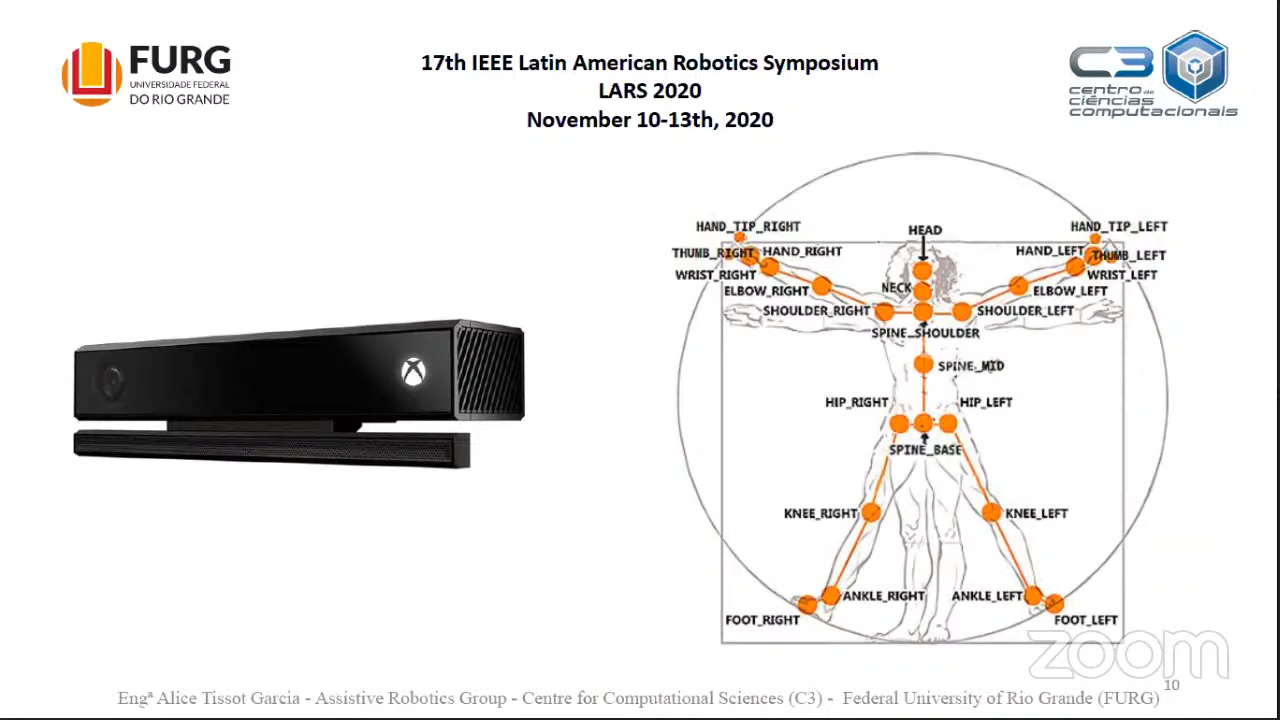 FURG
UNIVERSIDADE FEDERAL
DO RIO GRANDE
17th IEEE Latin American Robotics Symposium
LARS 2020
November 10-13th, 2020
C3
centro de
ciências
computacionais
HAND_TIP_RIGHT
HEAD
HAND_TIP_LEFT
THUMB_RIGHT
HAND_RIGHT
HAND_LEFT
THUMB_LEFT
WRIST_RIGHT
WRIST_LEFT
ELBOW_RIGHT
NECK
ELBOW_LEFT
SHOULDER_RIGHT
SHOULDER_LEFT
SPINE_SHOULDER
SPINE_MID
HIP_RIGHT
HIP_LEFT
SPINE_BASE
KNEE_RIGHT
KNEE_LEFT
ANKLE_RIGHT
ANKLE_LEFT
FOOT_RIGHT
FOOT_LEFT
zoom
10
Engª Alice Tissot Garcia - Assistive Robotics Group - Centre for Computational Sciences (C3) - Federal University of Rio Grande (FURG)